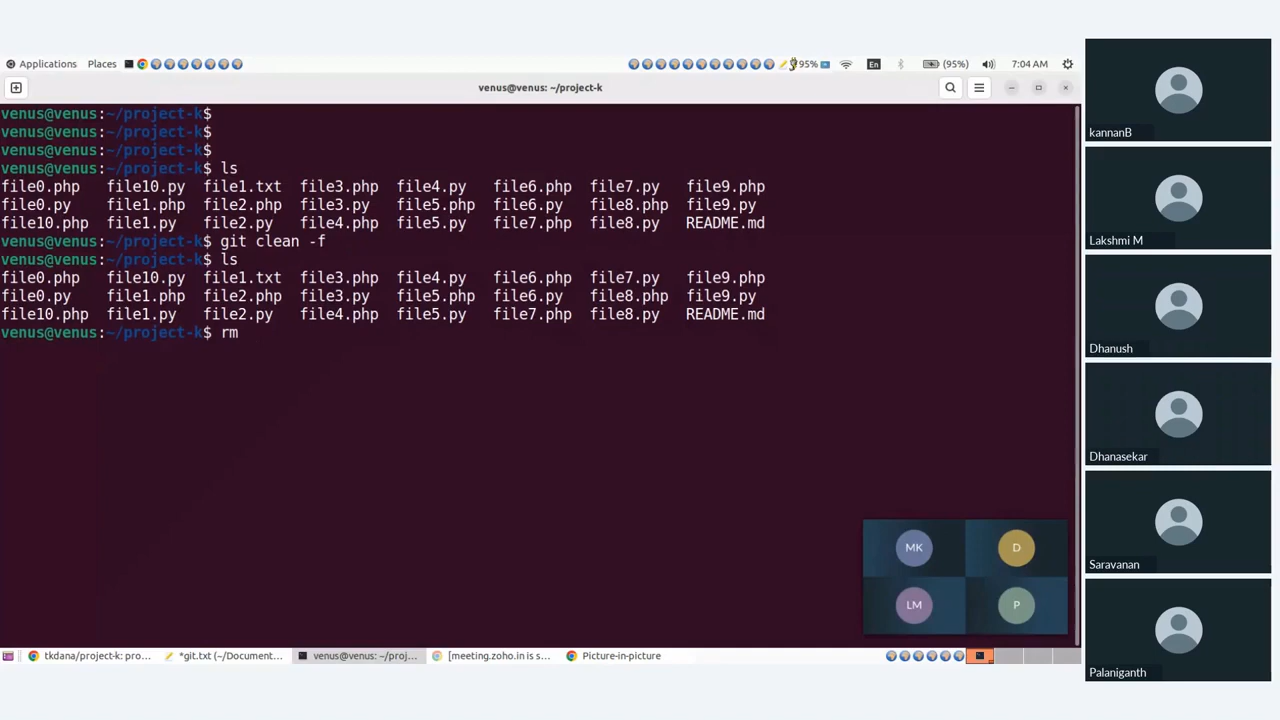 Applications Places 95% En (95%) 7:04 AM
venus@venus: ~/project-k
venus@venus:~/project-k$
venus@venus:~/project-k$
venus@venus:~/project-k$
venus@venus:~/project-k$ ls
file0.php file10.py file1.txt file3.php file4.py file6.php file7.py file9.php
file0.py file1.php file2.php file3.py file5.php file6.py file8.php file9.py
file10.php file1.py file2.py file4.php file5.py file7.php file8.py README.md
venus@venus:~/project-k$ git clean -f
venus@venus:~/project-k$ ls
file0.php file10.py file1.txt file3.php file4.py file6.php file7.py file9.php
file0.py file1.php file2.php file3.py file5.php file6.py file8.php file9.py
file10.php file1.py file2.py file4.php file5.py file7.php file8.py README.md
venus@venus:~/project-k$ rm
MK D
LM P
tkdana/project-k: pro... *git.txt (~/Document... venus@venus: ~/proj... [meeting.zoho.in is s... Picture-in-picture
kannanB
Lakshmi M
Dhanush
Dhanasekar
Saravanan
Palaniganth